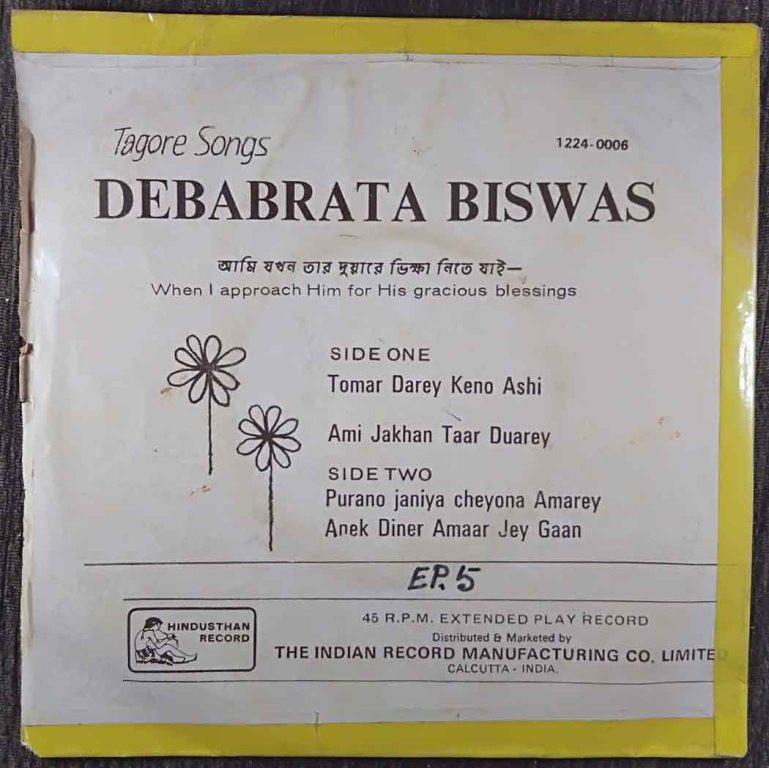 Tagore Songs
1224-0006
DEBABRATA BISWAS
আমি যখন তার দুয়ারে ভিক্ষা নিতে যাই—
When I approach Him for His gracious blessings
SIDE ONE
Tomar Darey Keno Ashi
Ami Jakhan Taar Duarey
SIDE TWO
Purano janiya cheyona Amarey
Anek Diner Amaar Jey Gaan
EP. 5
HINDUSTHAN
RECORD
45 R.P.M. EXTENDED PLAY RECORD
Distributed & Marketed by
THE INDIAN RECORD MANUFACTURING CO. LIMITED
CALCUTTA - INDIA.